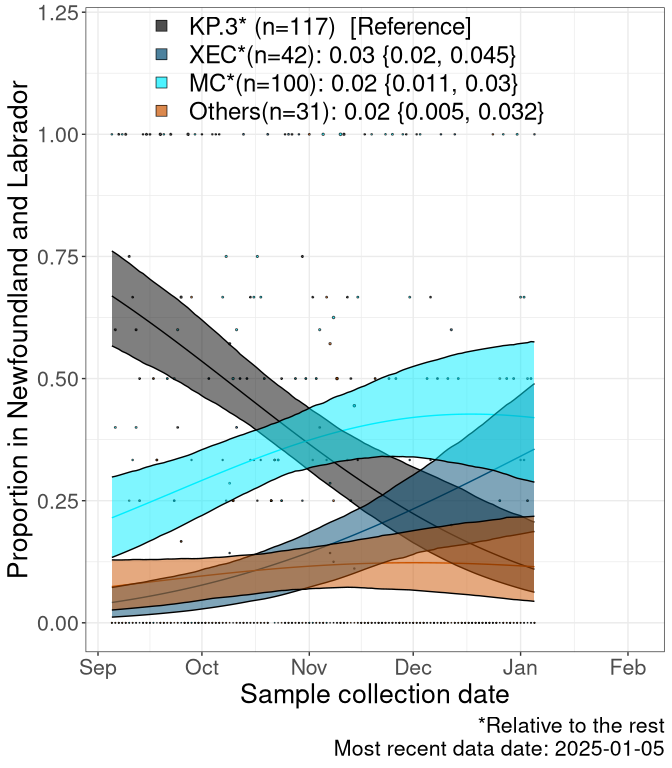 KP.3* (n=117)  [Reference]
XEC*(n=42): 0.03 {0.02, 0.045}
MC*(n=100): 0.02 {0.011, 0.03}
Others(n=31): 0.02 {0.005, 0.032}
Proportion in Newfoundland and Labrador
1.25
1.00
0.75
0.50
0.25
0.00
Sep Oct Nov Dec Jan Feb
Sample collection date
*Relative to the rest
Most recent data date: 2025-01-05